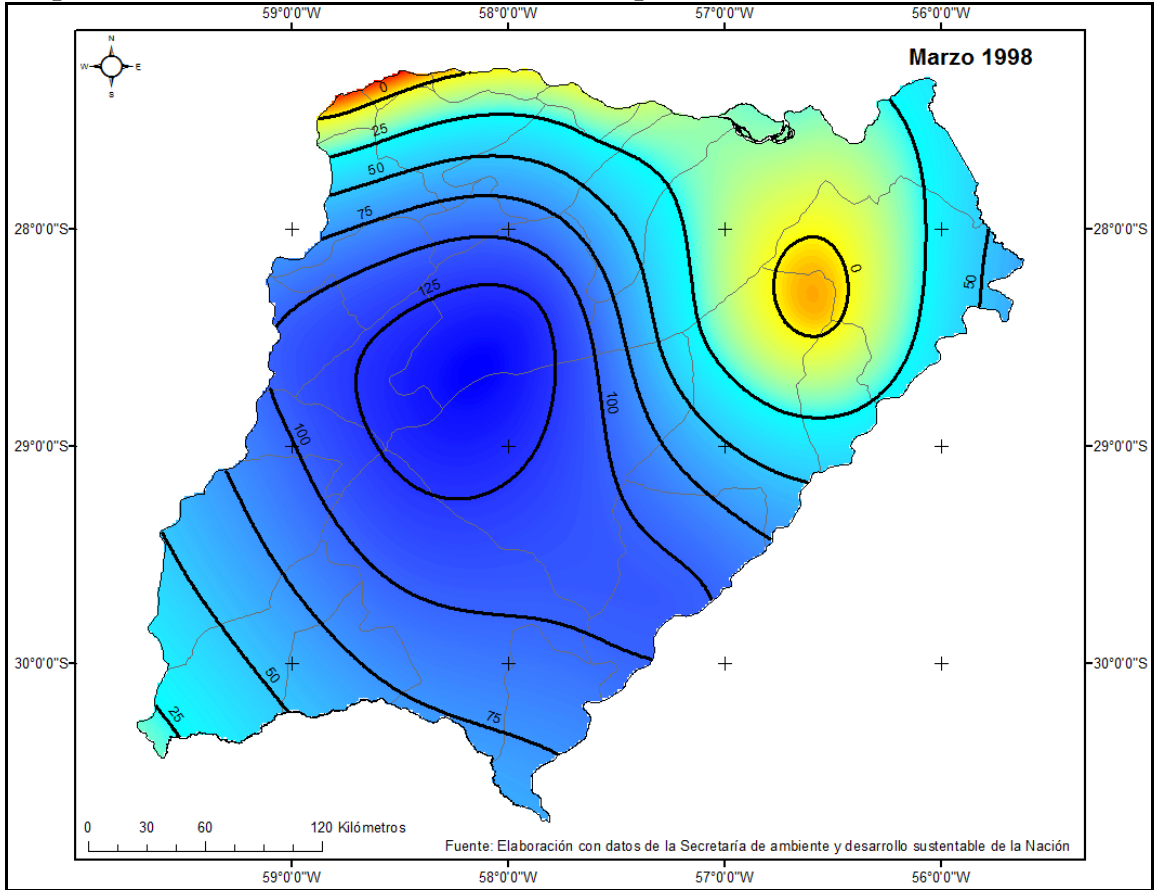 59°0'0"W 58°0'0"W 57°0'0"W 56°0'0"W
N
W E
S
Marzo 1998
0
25
50
75
125
0
50
28°0'0"S 28°0'0"S
100
100
29°0'0"S 29°0'0"S
50
30°0'0"S 30°0'0"S
25
75
0 30 60 120 Kilómetros
Fuente: Elaboración con datos de la Secretaría de ambiente y desarrollo sustentable de la Nación
59°0'0"W 58°0'0"W 57°0'0"W 56°0'0"W